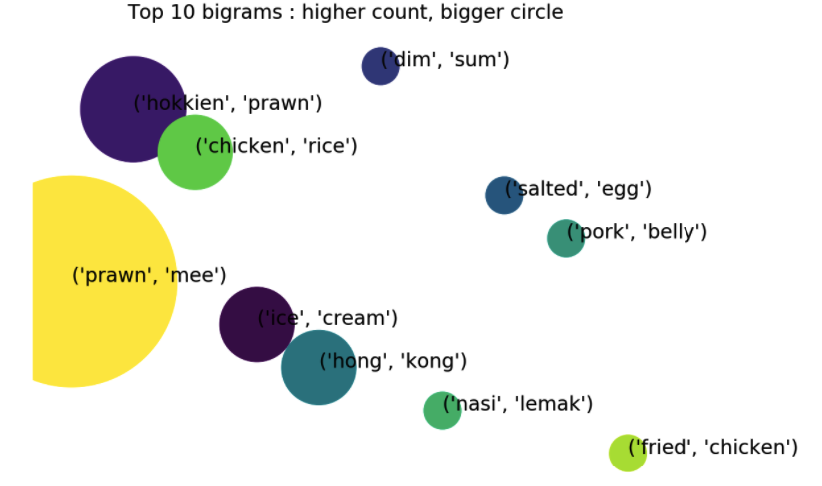 Top 10 bigrams : higher count, bigger circle
('dim', 'sum')
('hokkien', 'prawn')
('chicken', 'rice')
('salted', 'egg')
('pork', 'belly')
('prawn', 'mee')
('ice', 'cream')
('hong', 'kong')
('nasi', 'lemak')
('fried', 'chicken')